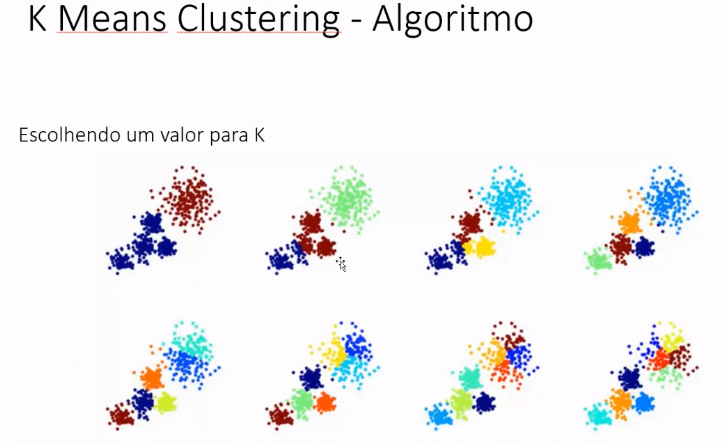 K Means Clustering - Algoritmo
Escolhendo um valor para K